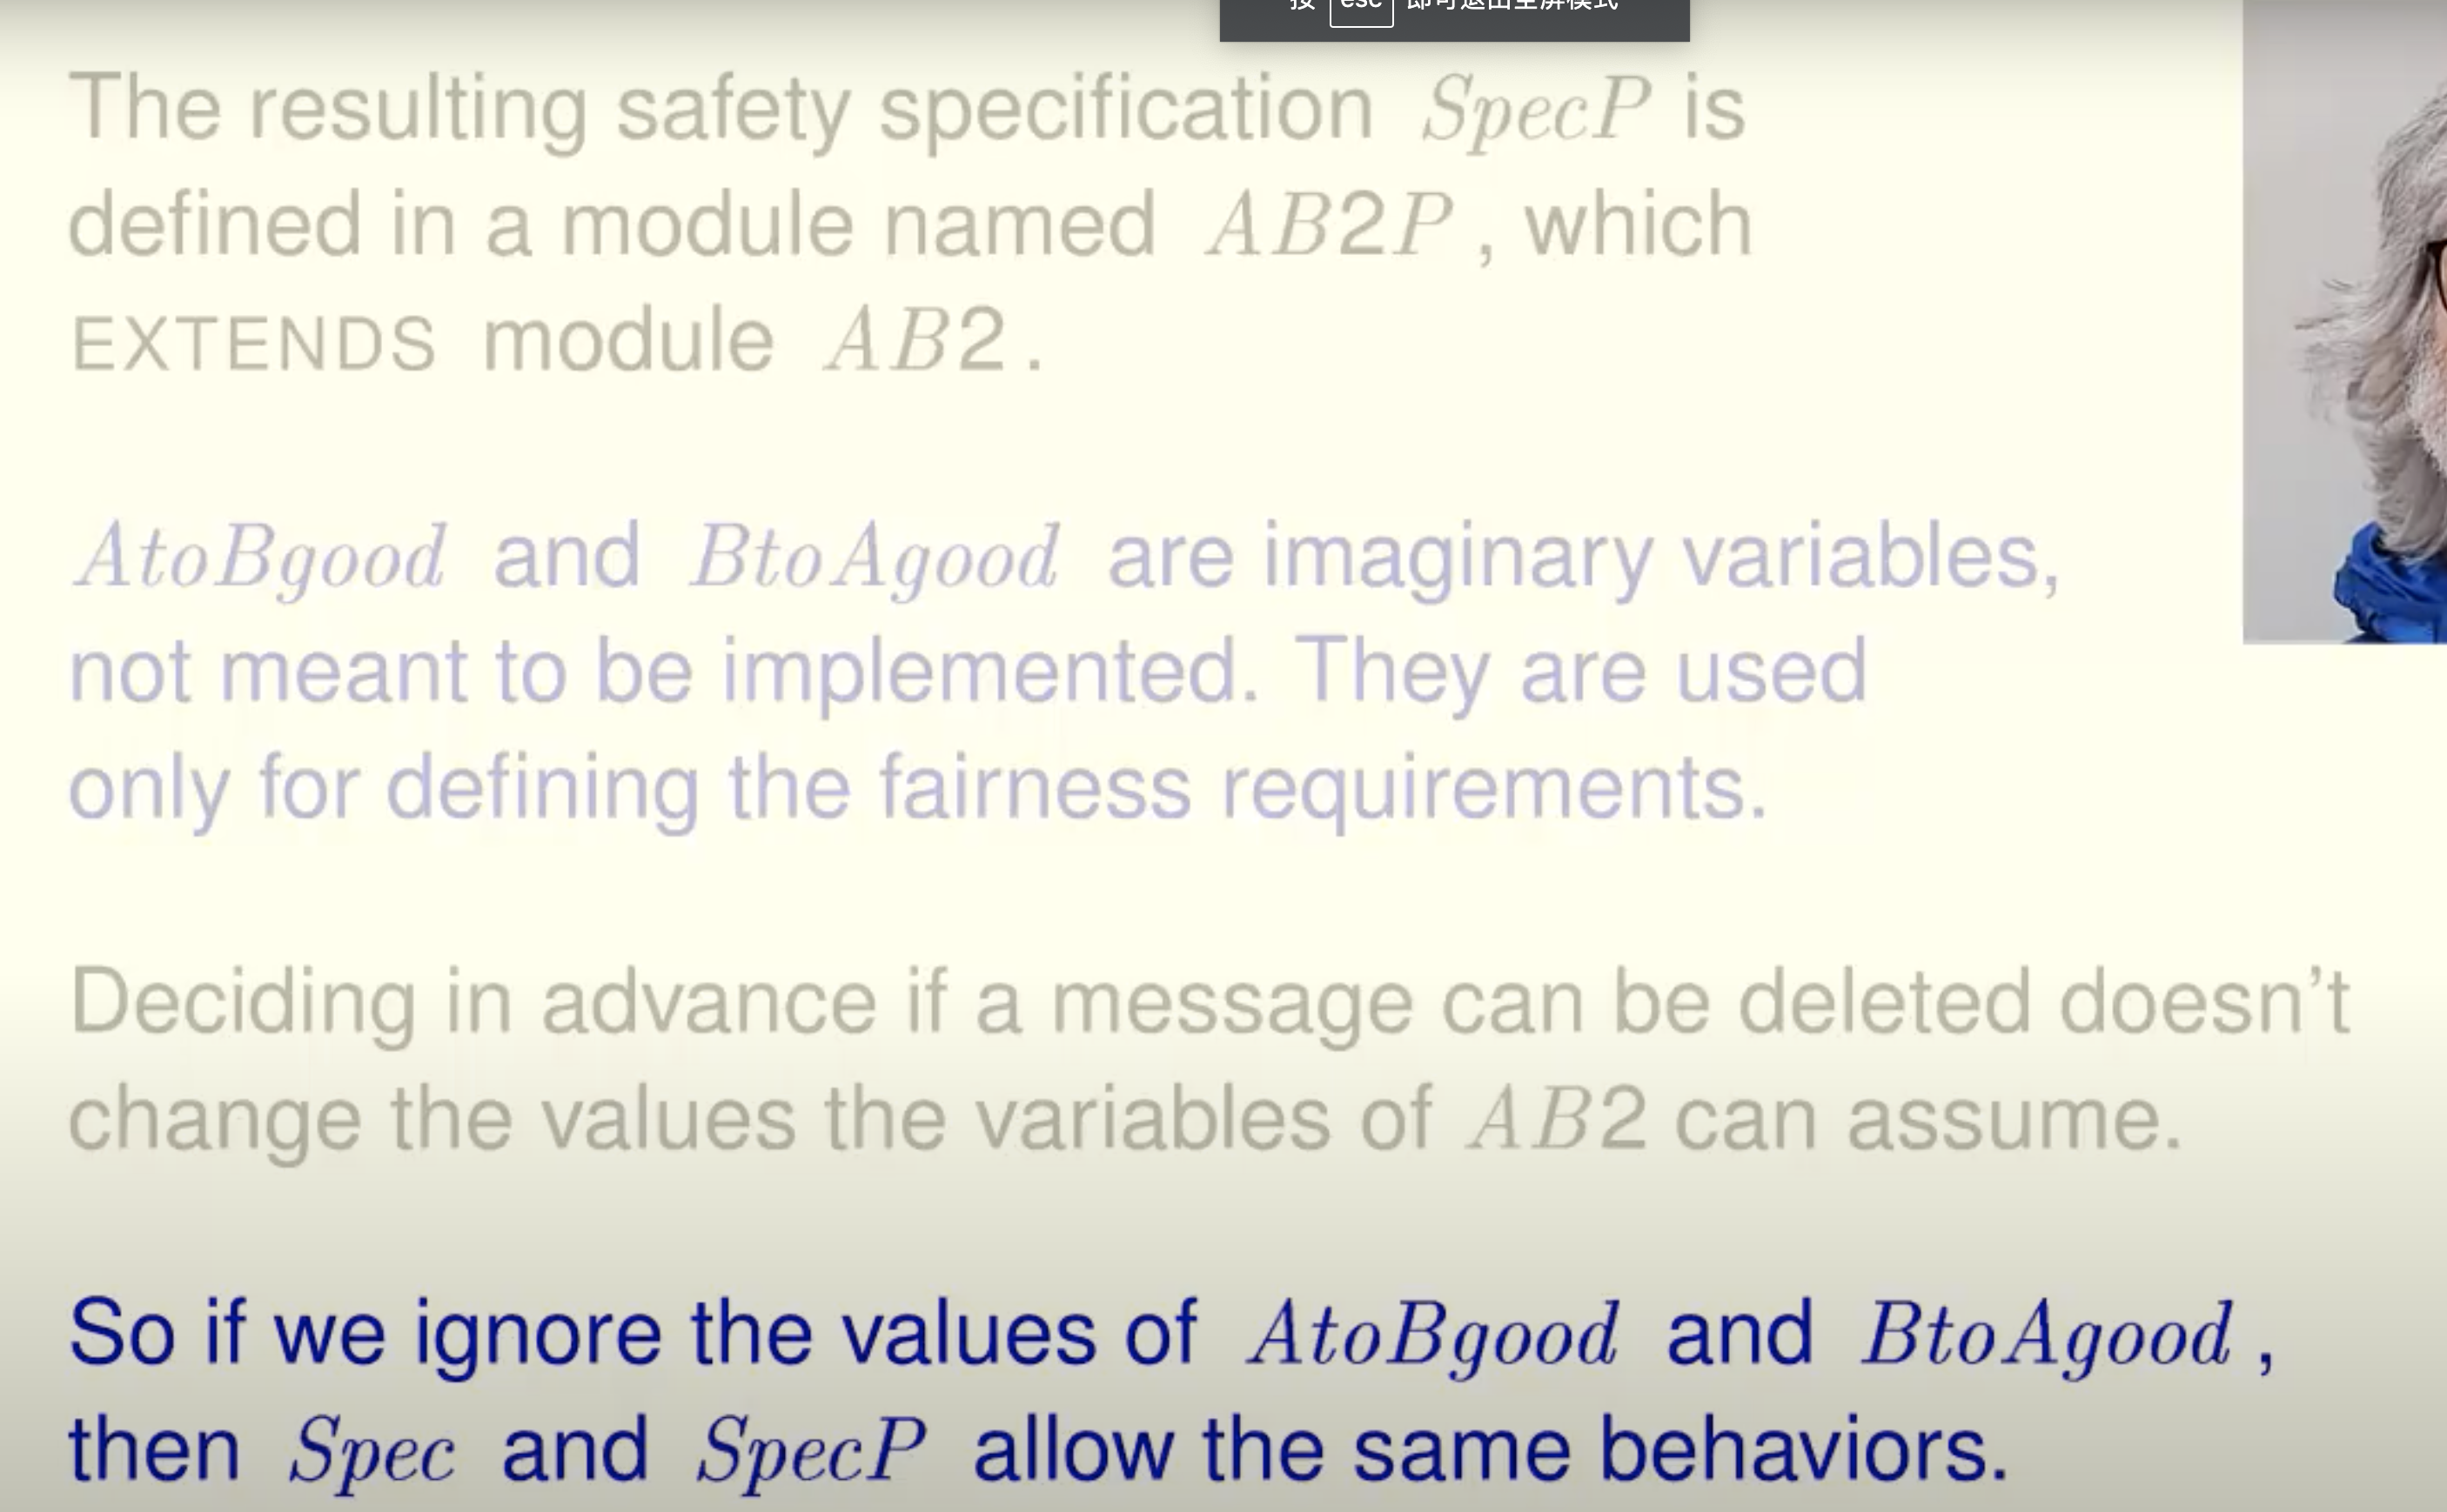 按 esc 即可退出全屏模式
The resulting safety specification SpecP is
defined in a module named AB2P, which
EXTENDS module AB2.
AtoBgood and BtoAgood are imaginary variables,
not meant to be implemented. They are used
only for defining the fairness requirements.
Deciding in advance if a message can be deleted doesn't
change the values the variables of AB2 can assume.
So if we ignore the values of AtoBgood and BtoAgood,
then Spec and SpecP allow the same behaviors.